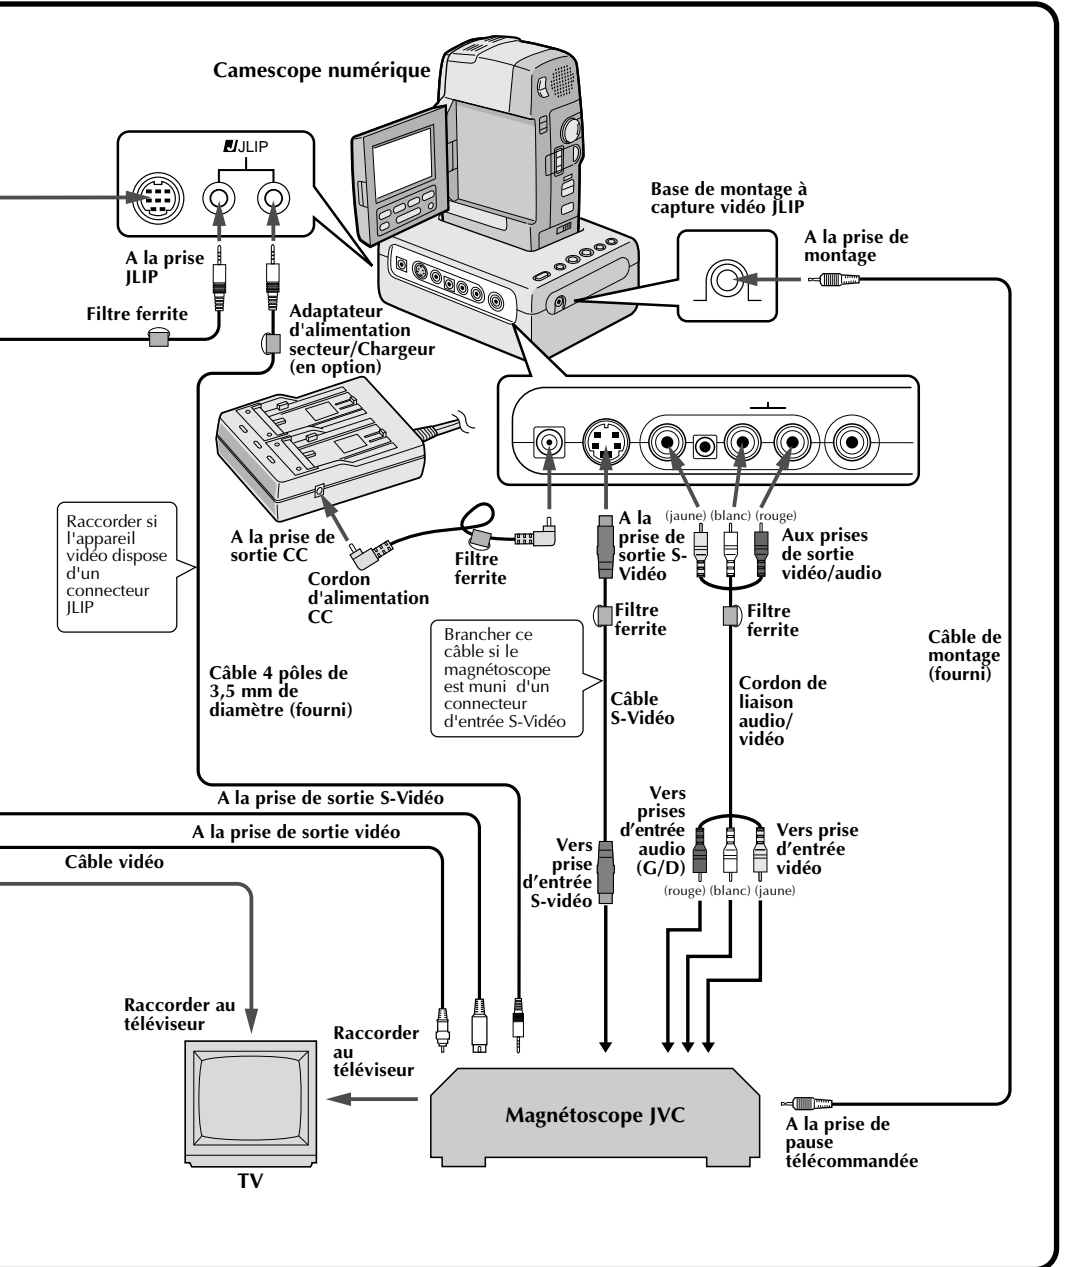 Camescope numérique
JLIP
A la prise
JLIP
Filtre ferrite
Adaptateur
d'alimentation
secteur/Chargeur
(en option)
Base de montage à
capture vidéo JLIP
A la prise de
montage
Raccorder si
l'appareil
vidéo dispose
d'un
connecteur
JLIP
A la prise de
sortie CC
Cordon
d'alimentation
CC
Filtre
ferrite
A la
prise de
sortie S-
Vidéo
(jaune) (blanc) (rouge)
Aux prises
de sortie
vidéo/audio
Filtre
ferrite
Filtre
ferrite
Brancher ce
câble si le
magnétoscope
est muni d'un
connecteur
d'entrée S-Vidéo
Câble
S-Vidéo
Cordon de
liaison
audio/
vidéo
Câble de
montage
(fourni)
Câble 4 pôles de
3,5 mm de
diamètre (fourni)
A la prise de sortie S-Vidéo
A la prise de sortie vidéo
Câble vidéo
Vers
prise
d'entrée
S-vidéo
Vers
prises
d'entrée
audio
(G/D)
Vers prise
d'entrée
vidéo
(rouge) (blanc) (jaune)
Raccorder au
téléviseur
Raccorder
au
téléviseur
TV
Magnétoscope JVC
A la prise de
pause
télécommandée